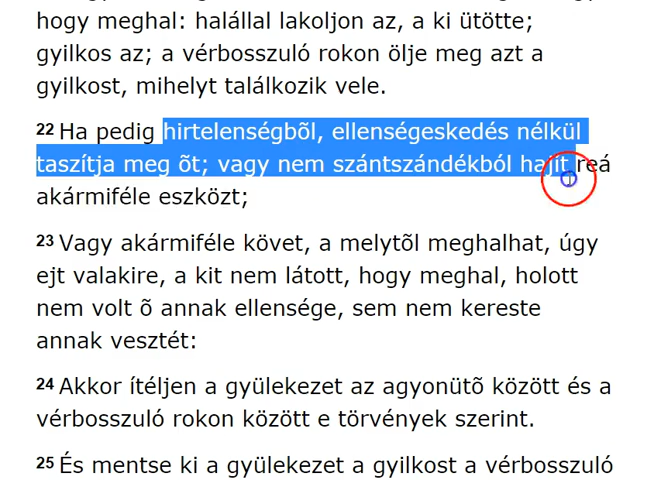 hogy meghal: halállal lakoljon az, a ki ütötte;
gyilkos az; a vérbosszuló rokon ölje meg azt a
gyilkost, mihelyt találkozik vele.
22 Ha pedig hirtelenségbõl, ellenségeskedés nélkül
taszítja meg õt; vagy nem szántszándékból hajít reá
akármiféle eszközt;
23 Vagy akármiféle követ, a melytõl meghalhat, úgy
ejt valakire, a kit nem látott, hogy meghal, holott
nem volt õ annak ellensége, sem nem kereste
annak vesztét:
24 Akkor ítéljen a gyülekezet az agyonütõ között és a
vérbosszuló rokon között e törvények szerint.
25 És mentse ki a gyülekezet a gyilkost a vérbosszuló